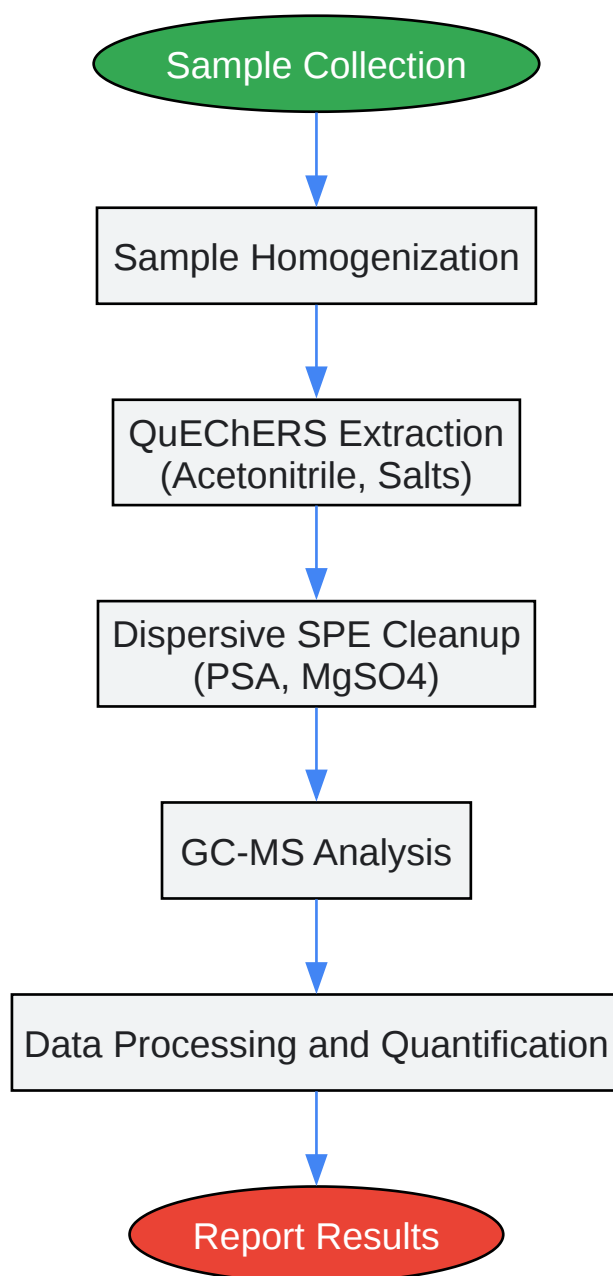 Sample Collection
Sample Homogenization
QuEChERS Extraction
(Acetonitrile, Salts)
Dispersive SPE Cleanup
(PSA, MgSO4)
GC-MS Analysis
Data Processing and Quantification
Report Results